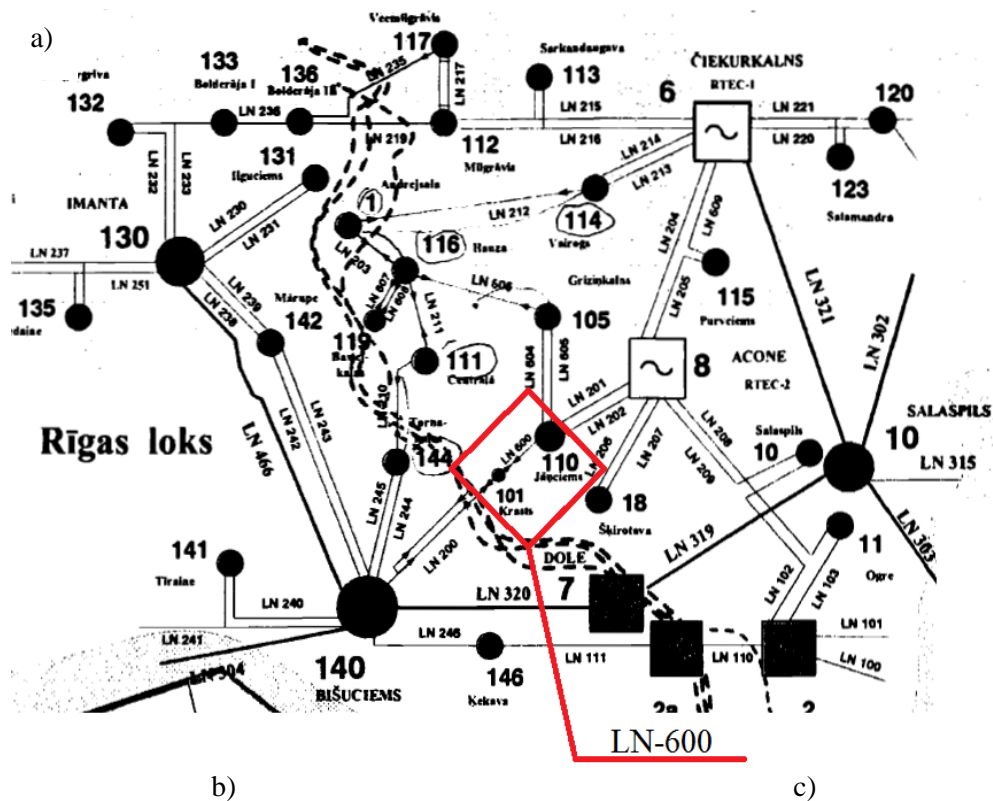 a)
Vecmīlgrāvis
117
LN 235
LN 217
Sarkandaugava
113
ČIEKURKALNS
RTEC-1
6
133
Bolderāja I
136
132
LN 236
LN 219
112
Mīlgrāvis
LN 215
LN 216
LN 221
LN 220
120
123
Salamandra
LN 232
LN 233
131
Iļguciems
IMANTA
130
LN 230
LN 231
1
Andrejsala
LN 214
LN 213
LN 212
114
Vairogs
116
Hanza
LN 203
LN 204
LN 609
LN 237
LN 251
LN 239
LN 238
135
Mārupe
142
LN 607
LN 608
LN 211
LN 606
Grīziņkalns
105
LN 205
115
Purvciems
LN 321
LN 302
119
111
Centrālā
LN 604
LN 605
8
ACONE
RTEC-2
Rīgas loks
LN 466
LN 242
LN 243
144
LN 201
LN 202
LN 600
110
Jāņciems
101
Krasts
LN 206
LN 207
18
Šķirotava
LN 208
LN 209
Salaspils
10
SALASPILS
10
LN 315
LN 245
LN 244
LN 200
LN 319
LN 303
11
Ogre
141
Tīraine
LN 240
LN 241
DOLE
7
LN 320
LN 102
LN 103
LN 304
140
BIŠUCIEMS
LN 246
146
Ķekava
LN 111
LN 110
LN 101
LN 100
2a
2
LN-600
b)
c)